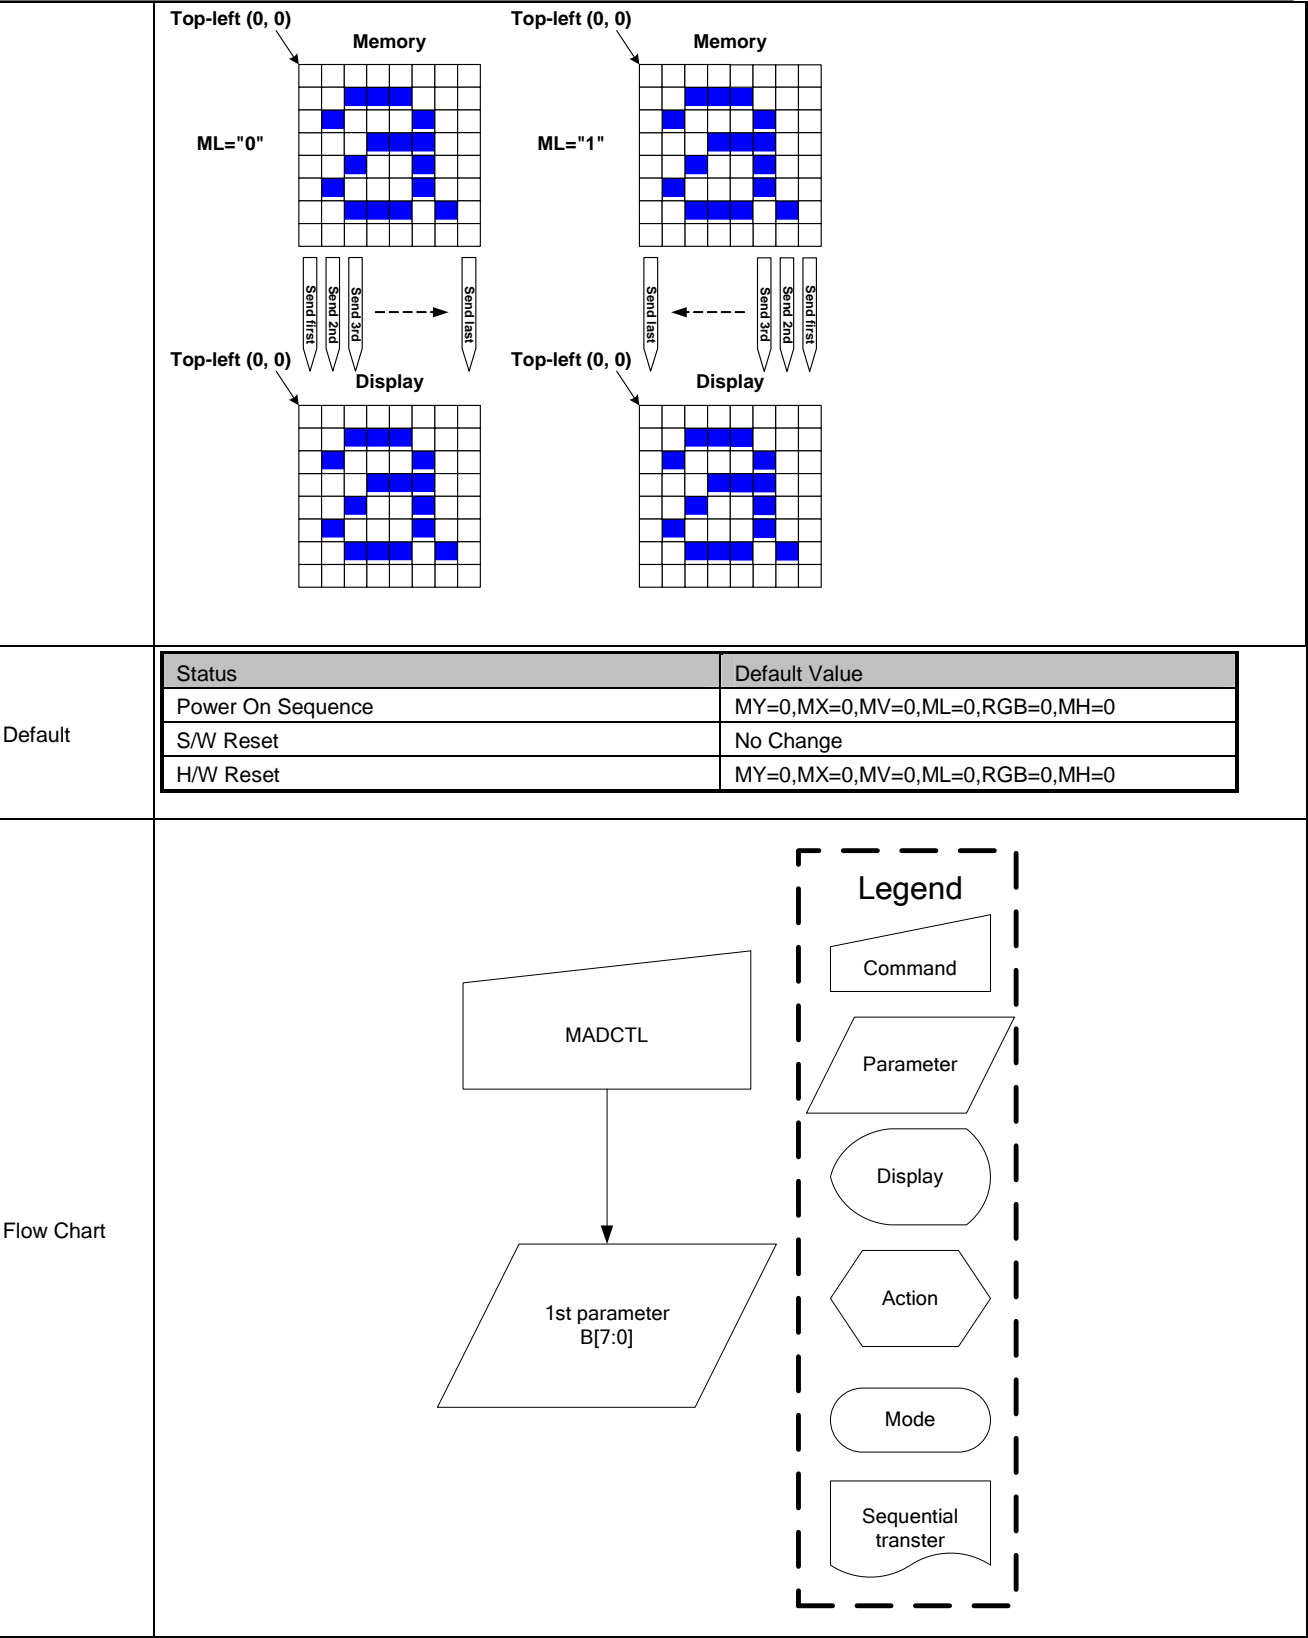 Top-left (0, 0)
Memory
ML="0"
Send first
Send 2nd
Send 3rd
Send last
Top-left (0, 0)
Display
Top-left (0, 0)
Memory
ML="1"
Send last
Send 3rd
Send 2nd
Send first
Top-left (0, 0)
Display
Default
Status Default Value
Power On Sequence MY=0,MX=0,MV=0,ML=0,RGB=0,MH=0
S/W Reset No Change
H/W Reset MY=0,MX=0,MV=0,ML=0,RGB=0,MH=0
Flow Chart
MADCTL
1st parameter
B[7:0]
Legend
Command
Parameter
Display
Action
Mode
Sequential
transter